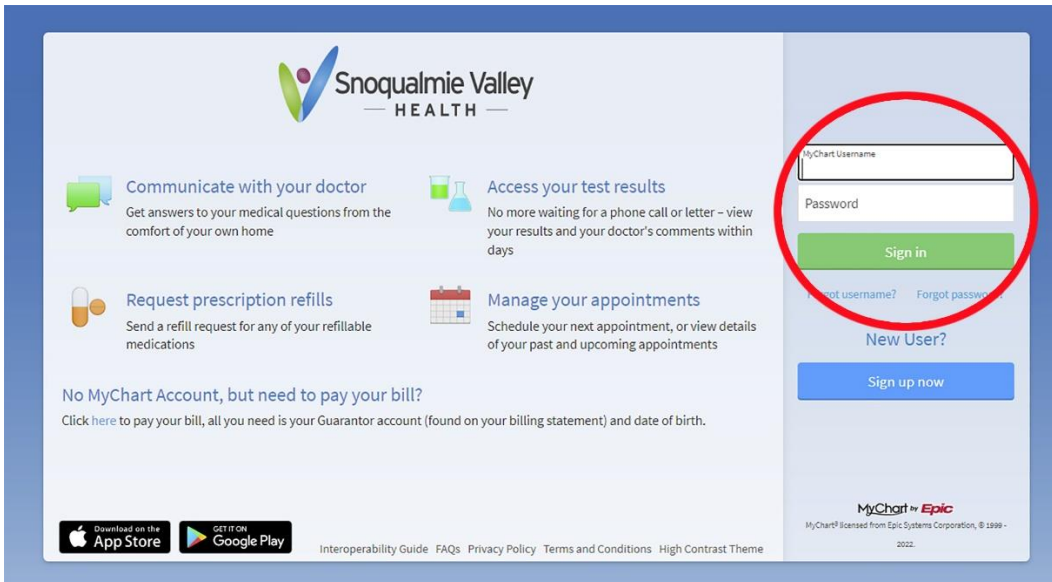 Snoqualmie Valley
HEALTH
Communicate with your doctor
Get answers to your medical questions from the
comfort of your own home
Access your test results
No more waiting for a phone call or letter – view
your results and your doctor's comments within
days
Request prescription refills
Send a refill request for any of your refillable
medications
Manage your appointments
Schedule your next appointment, or view details
of your past and upcoming appointments
No MyChart Account, but need to pay your bill?
Click here to pay your bill, all you need is your Guarantor account (found on your billing statement) and date of birth.
Download on the
App Store
GET IT ON
Google Play
Interoperability Guide FAQs Privacy Policy Terms and Conditions High Contrast Theme
MyChart Username
Password
Sign in
Forgot username? Forgot password?
New User?
Sign up now
MyChart by Epic
MyChart® licensed from Epic Systems Corporation, © 1999 -
2022.